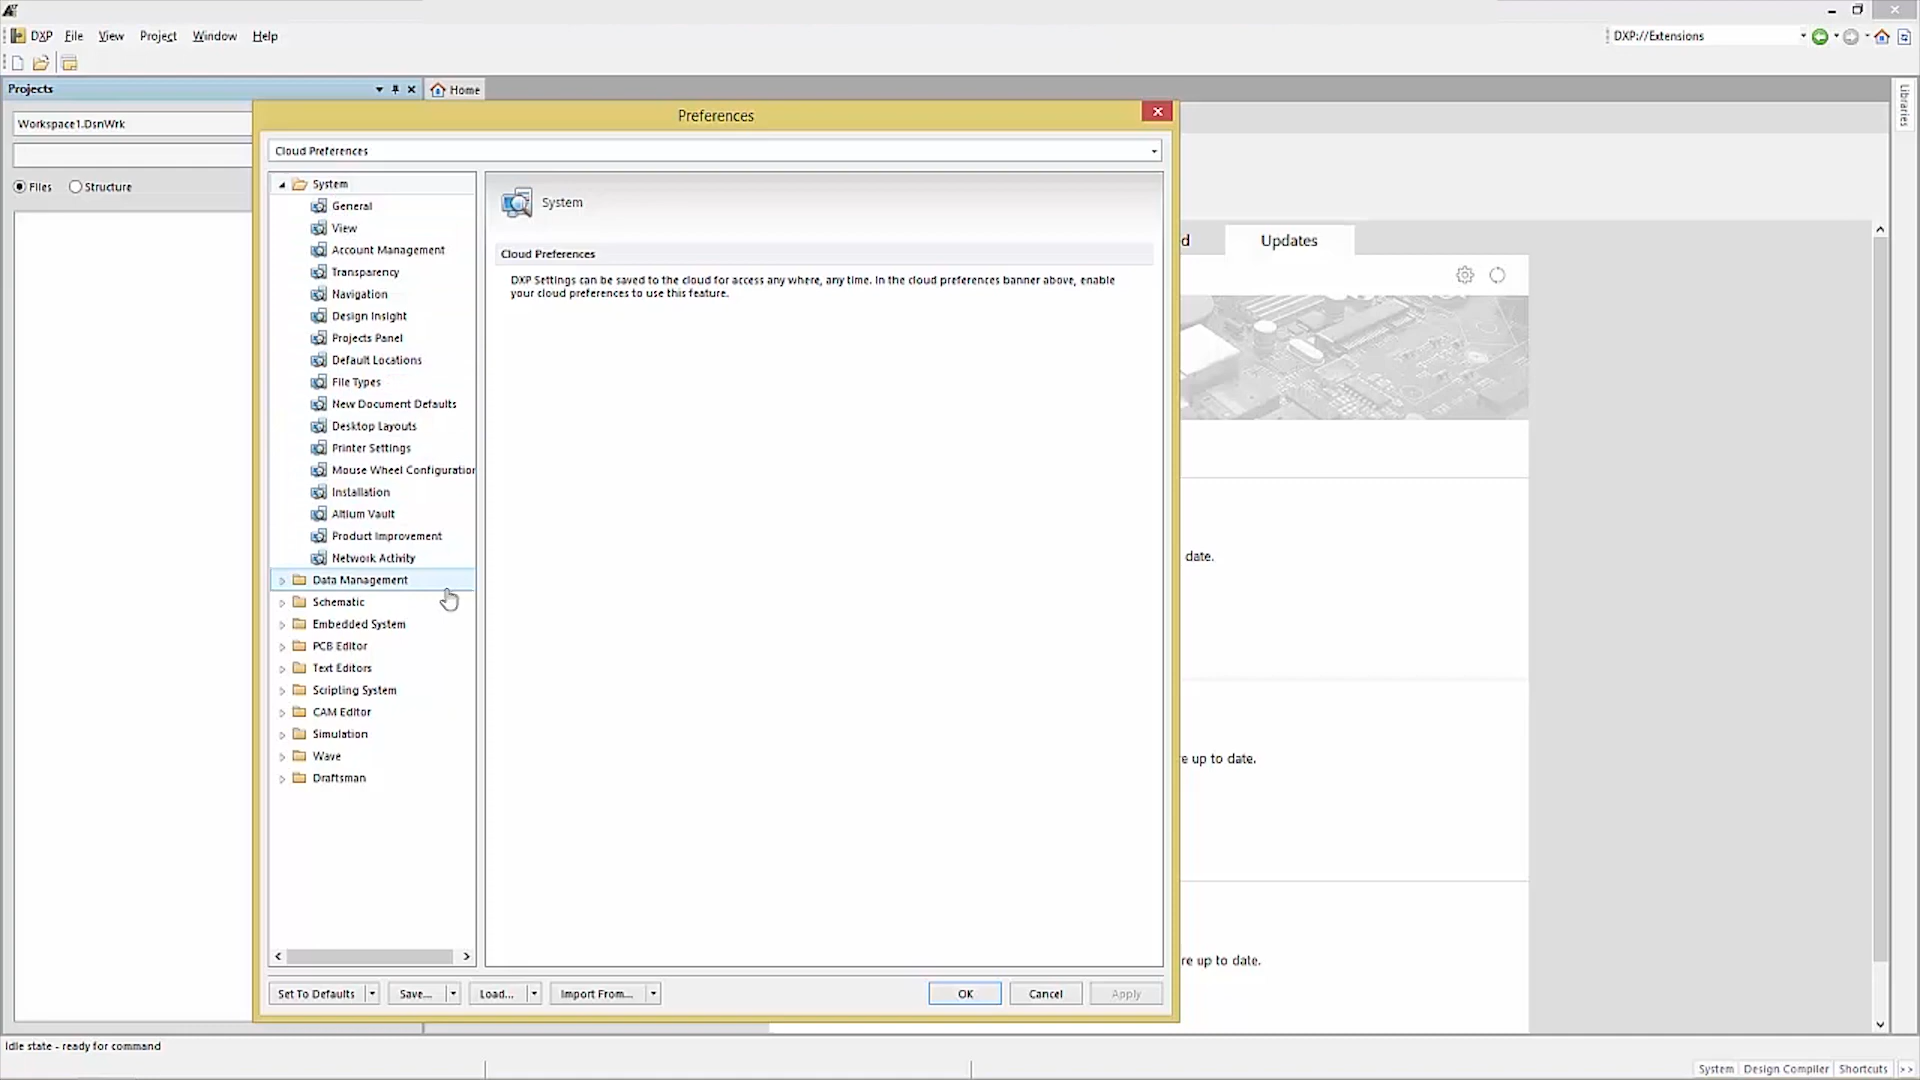 DXP File View Project Window Help
DXP://Extensions
Projects
Home
Libraries
Workspace1.DsnWrk
Files Structure
Preferences
Cloud Preferences
System
General
View
Account Management
Transparency
Navigation
Design Insight
Projects Panel
Default Locations
File Types
New Document Defaults
Desktop Layouts
Printer Settings
Mouse Wheel Configuration
Installation
Altium Vault
Product Improvement
Network Activity
Data Management
Schematic
Embedded System
PCB Editor
Text Editors
Scripting System
CAM Editor
Simulation
Wave
Draftsman
System
Cloud Preferences
DXP Settings can be saved to the cloud for access any where, any time. In the cloud preferences banner above, enable
your cloud preferences to use this feature.
Set To Defaults Save... Load... Import From... OK Cancel Apply
d Updates
date.
e up to date.
re up to date.
Idle state - ready for command
System Design Compiler Shortcuts >>